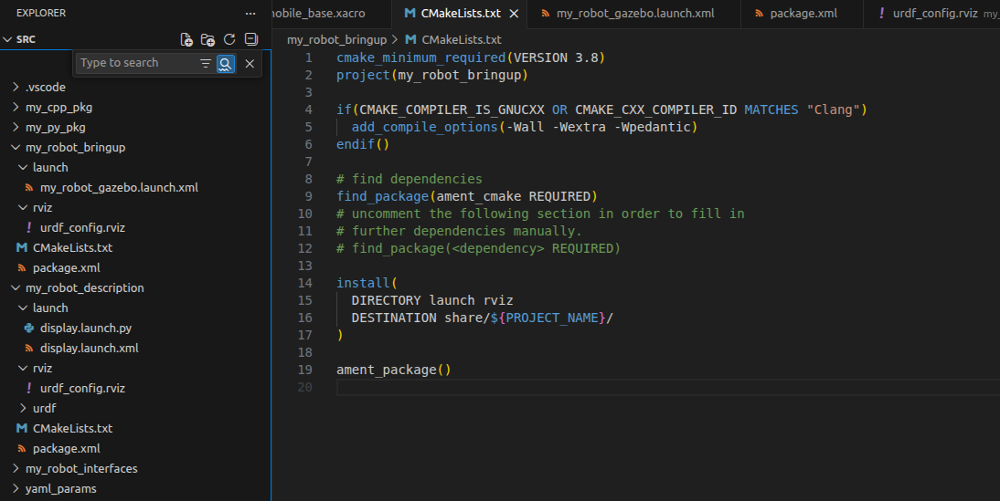 EXPLORER
obile_base.xacro
CMakeLists.txt
my_robot_gazebo.launch.xml
package.xml
urdf_config.rviz my_
SRC
my_robot_bringup > CMakeLists.txt
Type to search
.vscode
my_cpp_pkg
my_py_pkg
my_robot_bringup
launch
my_robot_gazebo.launch.xml
rviz
urdf_config.rviz
CMakeLists.txt
package.xml
my_robot_description
launch
display.launch.py
display.launch.xml
rviz
urdf_config.rviz
urdf
CMakeLists.txt
package.xml
my_robot_interfaces
yaml_params
1 cmake_minimum_required(VERSION 3.8)
2 project(my_robot_bringup)
3
4 if(CMAKE_COMPILER_IS_GNUCXX OR CMAKE_CXX_COMPILER_ID MATCHES "Clang")
5   add_compile_options(-Wall -Wextra -Wpedantic)
6 endif()
7
8 # find dependencies
9 find_package(ament_cmake REQUIRED)
10 # uncomment the following section in order to fill in
11 # further dependencies manually.
12 # find_package(<dependency> REQUIRED)
13
14 install(
15   DIRECTORY launch rviz
16   DESTINATION share/${PROJECT_NAME}/
17 )
18
19 ament_package()
20